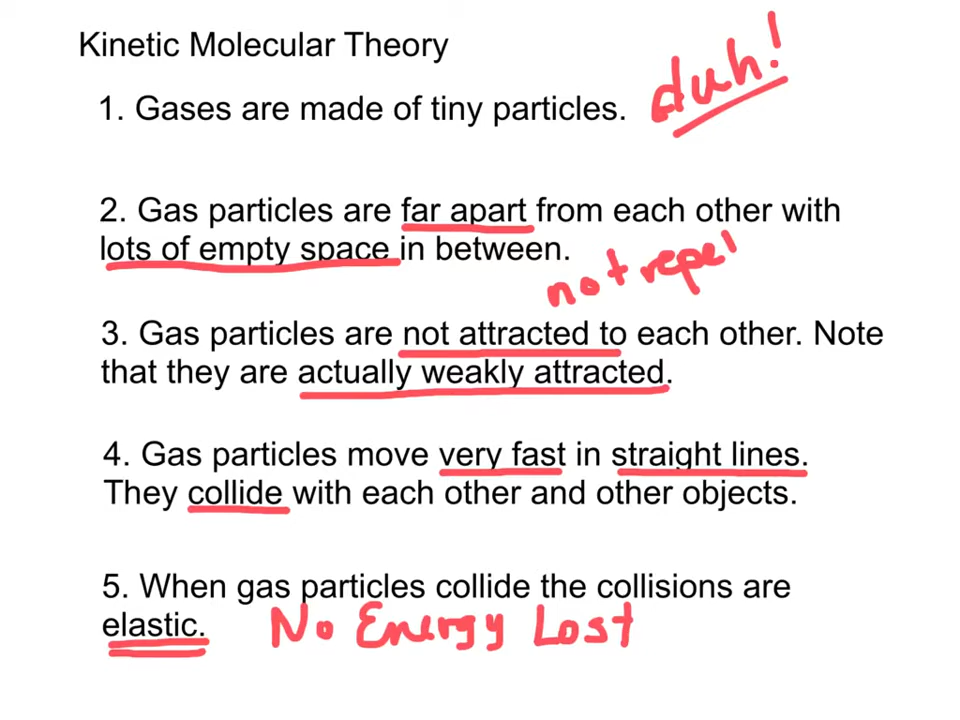 Kinetic Molecular Theory
1. Gases are made of tiny particles.
duh!
2. Gas particles are far apart from each other with
lots of empty space in between.
not repel
3. Gas particles are not attracted to each other. Note
that they are actually weakly attracted.
4. Gas particles move very fast in straight lines.
They collide with each other and other objects.
5. When gas particles collide the collisions are
elastic. No Energy Lost